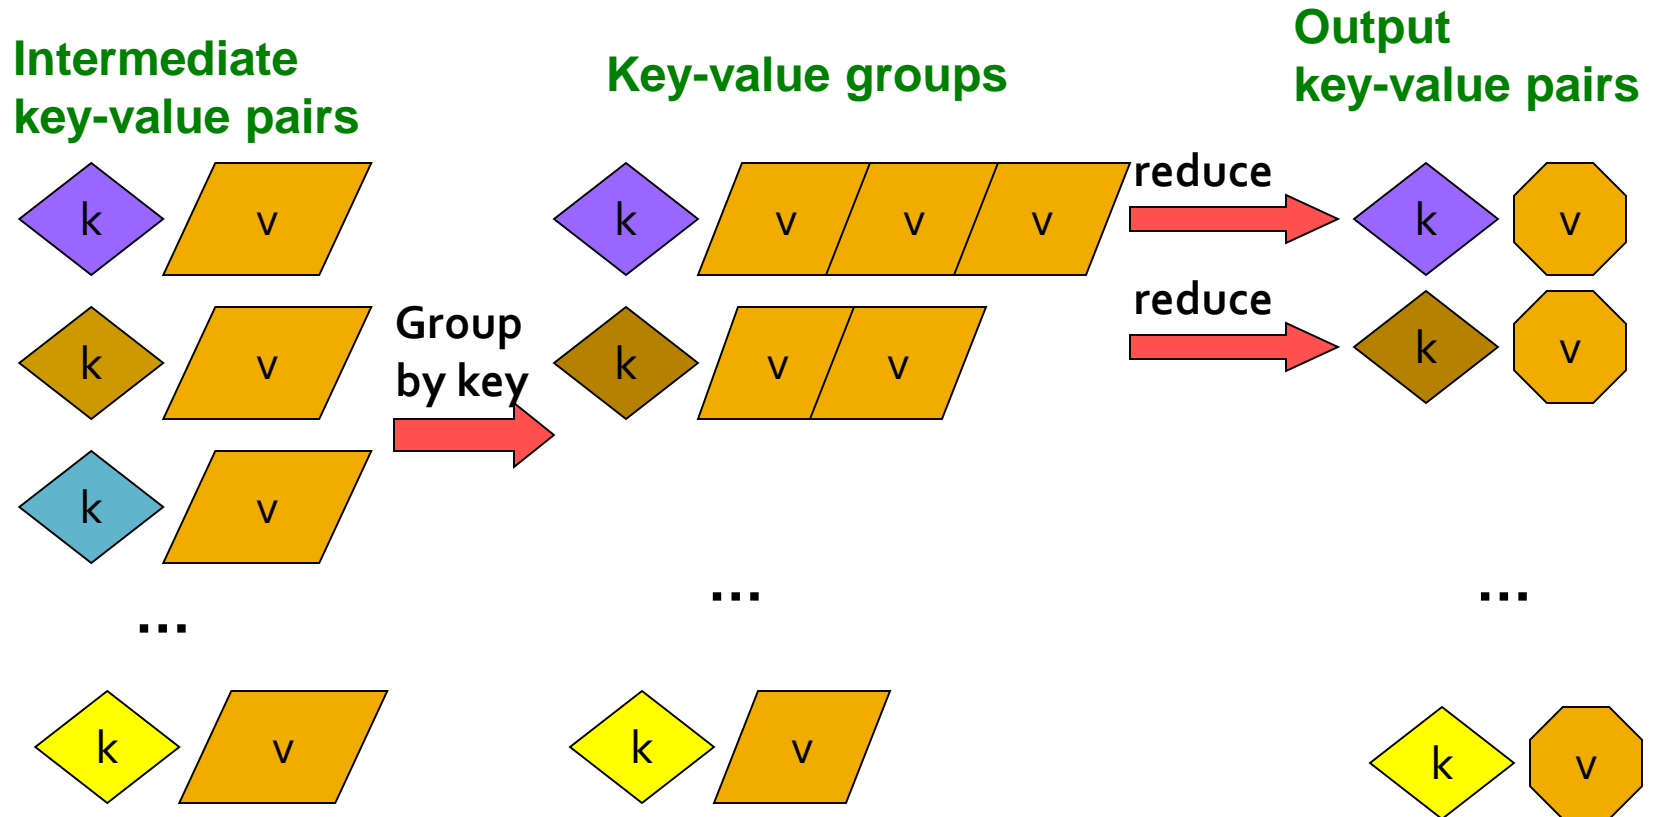 Intermediate
key-value pairs
Key-value groups
Output
key-value pairs
k v
k v v v
reduce
k v
k v
Group
by key
k v v
reduce
k v
k v
...
...
...
k v
k v
k v